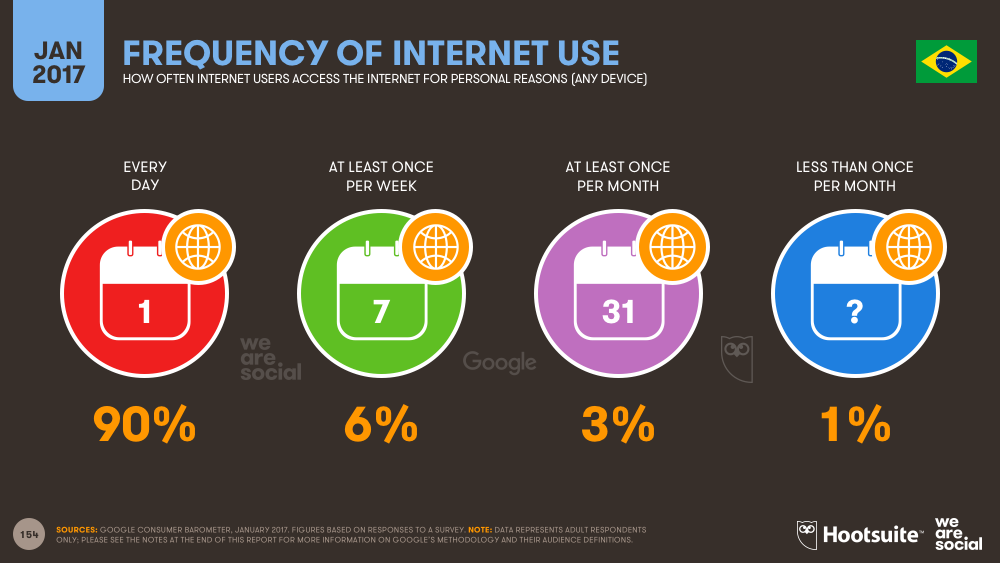 JAN
2017
FREQUENCY OF INTERNET USE
HOW OFTEN INTERNET USERS ACCESS THE INTERNET FOR PERSONAL REASONS (ANY DEVICE)
EVERY
DAY
AT LEAST ONCE
PER WEEK
AT LEAST ONCE
PER MONTH
LESS THAN ONCE
PER MONTH
1
7
31
?
we
are
social
Google
90%
6%
3%
1%
154
SOURCES: GOOGLE CONSUMER BAROMETER, JANUARY 2017. FIGURES BASED ON RESPONSES TO A SURVEY. NOTE: DATA REPRESENTS ADULT RESPONDENTS
ONLY; PLEASE SEE THE NOTES AT THE END OF THIS REPORT FOR MORE INFORMATION ON GOOGLE'S METHODOLOGY AND THEIR AUDIENCE DEFINITIONS.
Hootsuite™
we
are
social